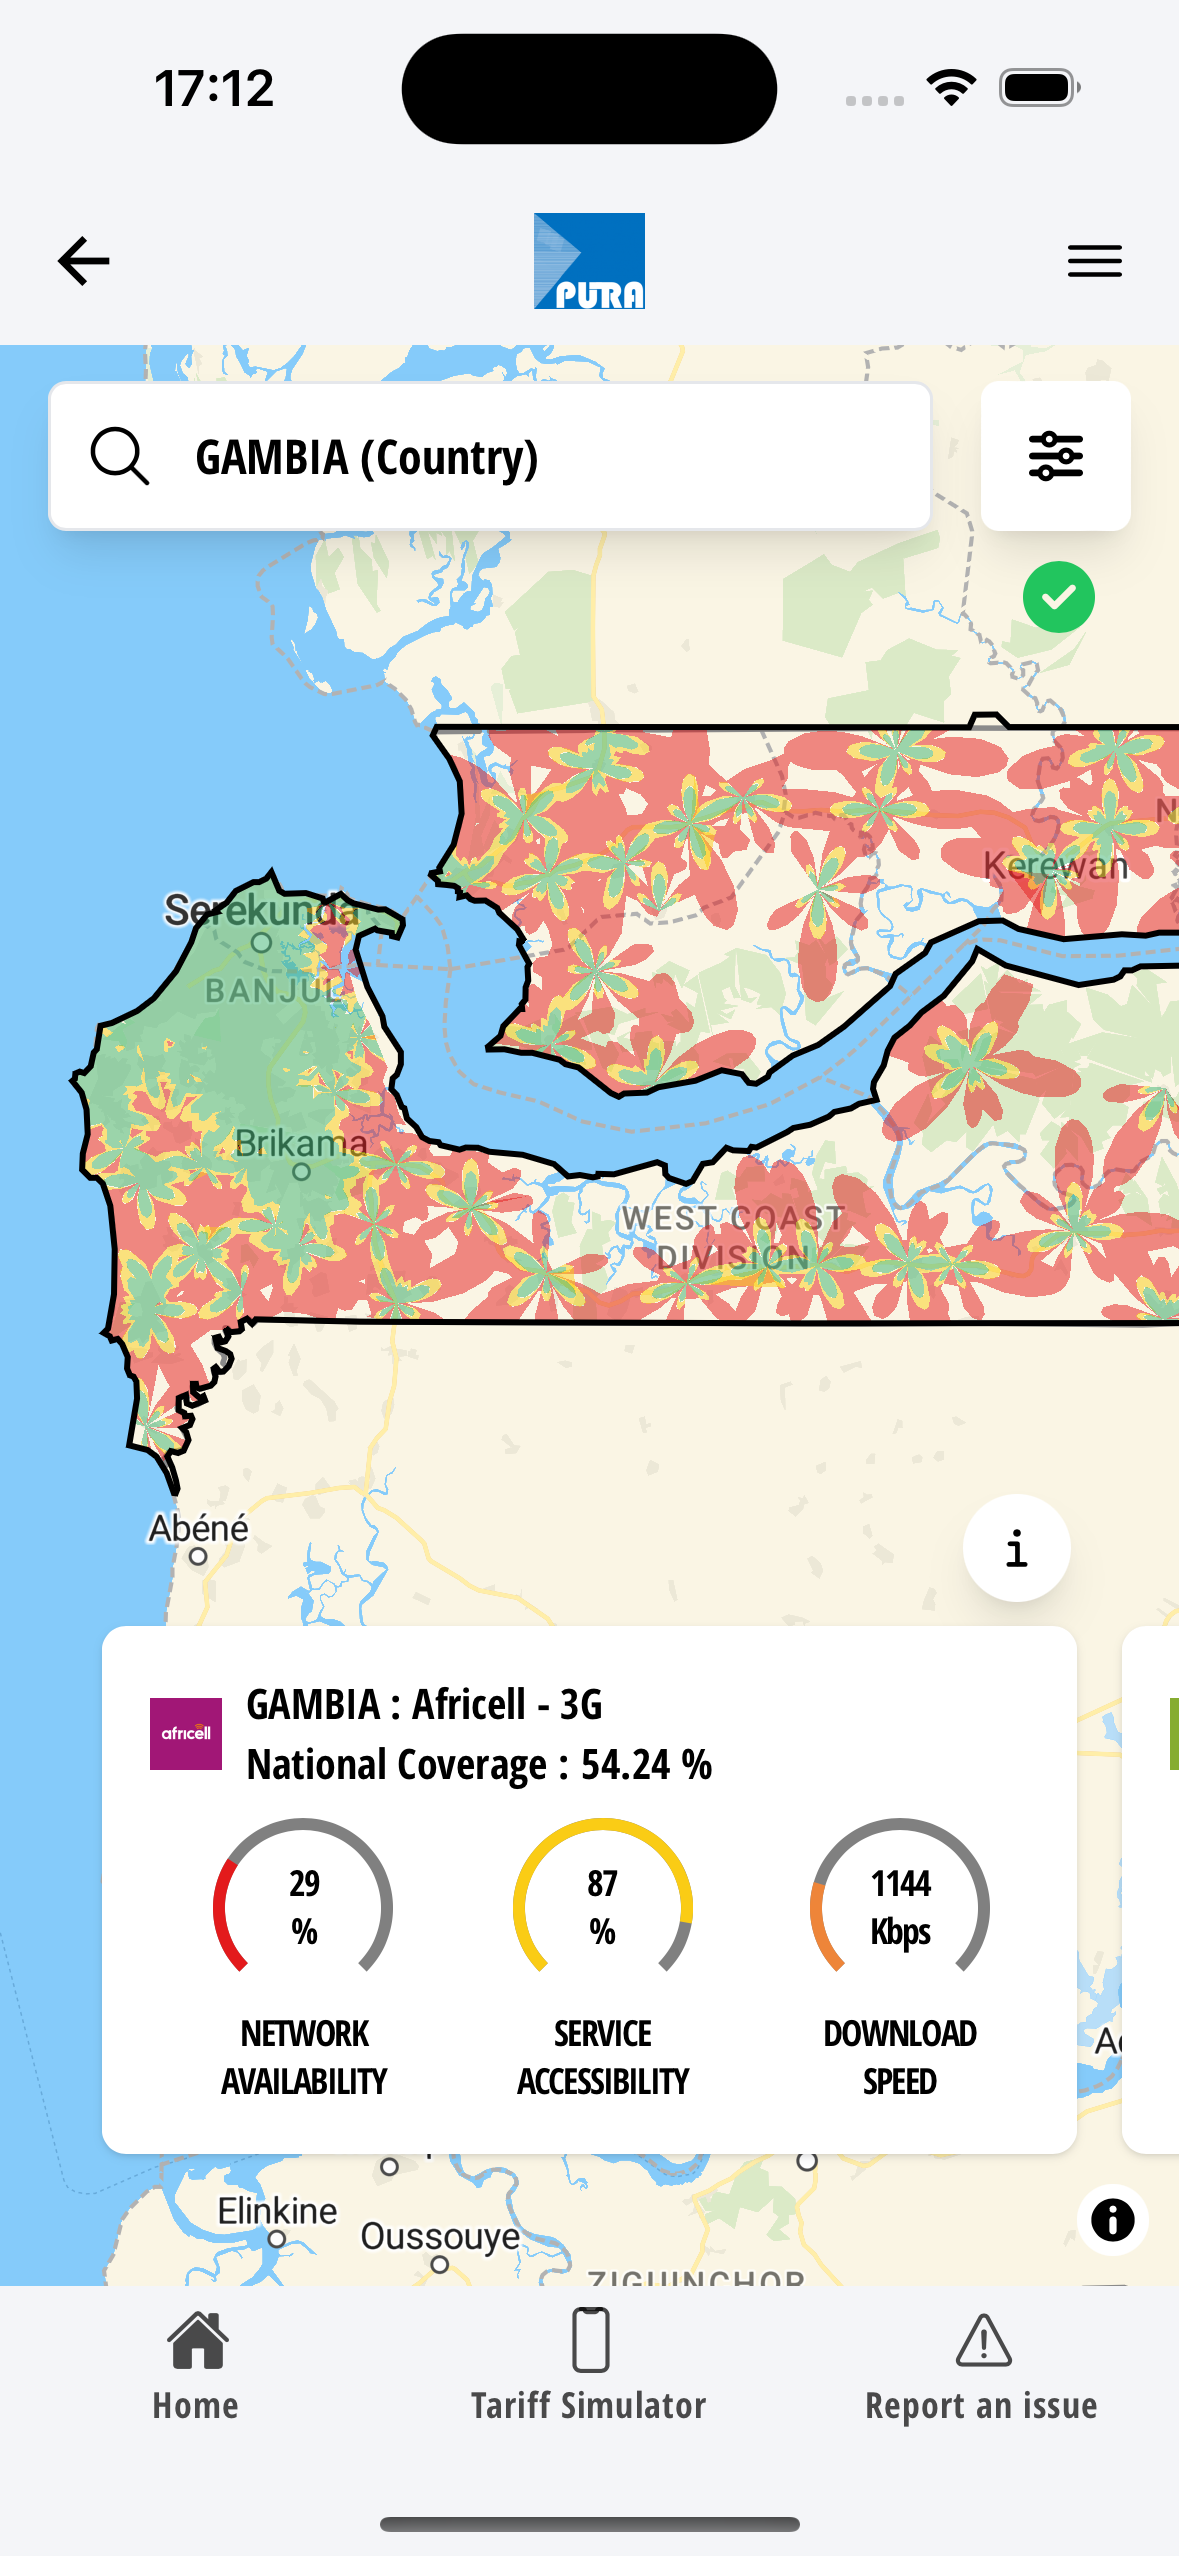 17:12
PURA
GAMBIA (Country)
Kerewan
Serekunda
BANJUL
Brikama
WEST COAST
DIVISION
Abéné
africell
GAMBIA : Africell - 3G
National Coverage : 54.24 %
29
%
87
%
1144
Kbps
NETWORK
AVAILABILITY
SERVICE
ACCESSIBILITY
DOWNLOAD
SPEED
Elinkine
Oussouye
ZIGUINCHOR
Home
Tariff Simulator
Report an issue